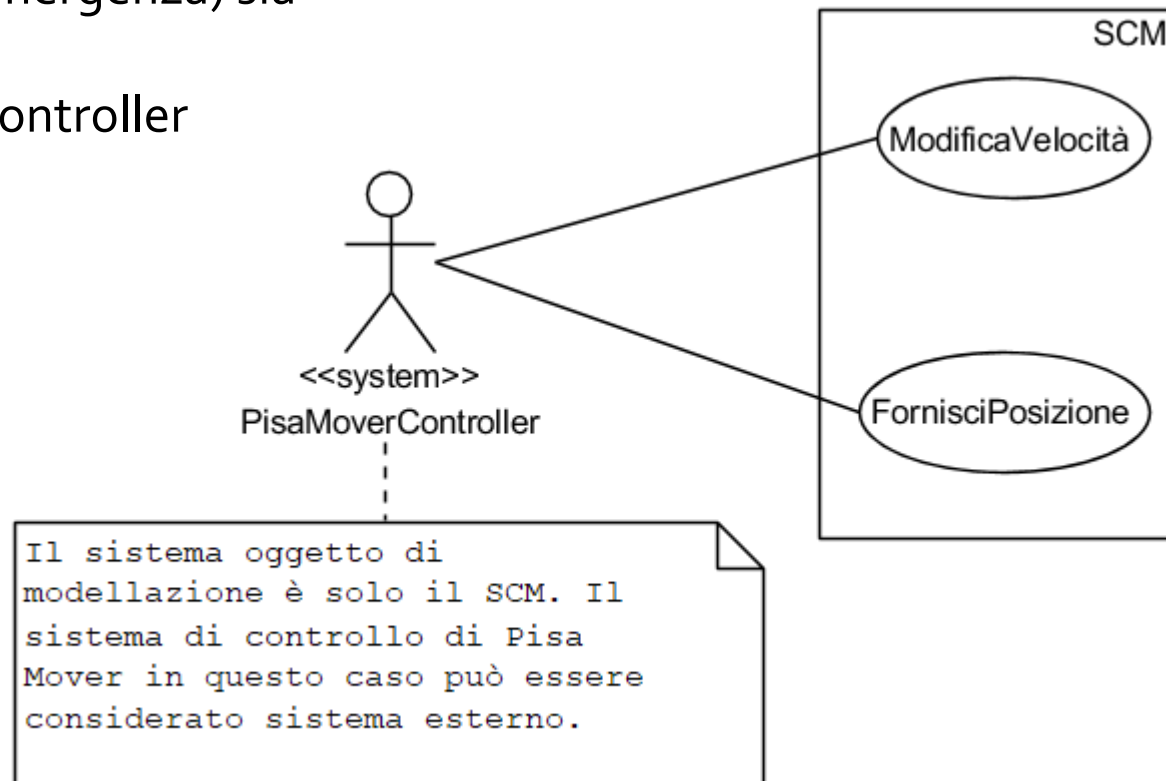 sia
ontroller
SCM
ModificaVelocità
<<system>>
PisaMoverController
FornisciPosizione
Il sistema oggetto di
modellazione è solo il SCM. Il
sistema di controllo di Pisa
Mover in questo caso può essere
considerato sistema esterno.